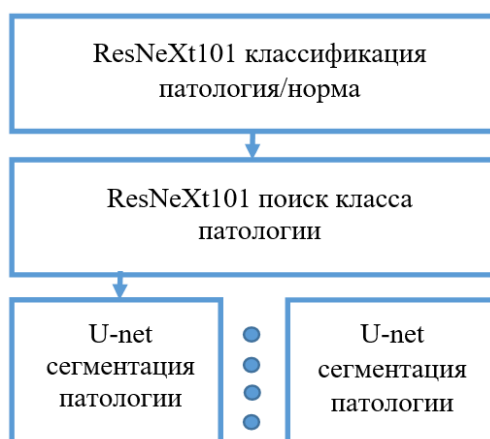 ResNeXt101 классификация
патология/норма
ResNeXt101 поиск класса
патологии
U-net
сегментация
патологии
U-net
сегментация
патологии